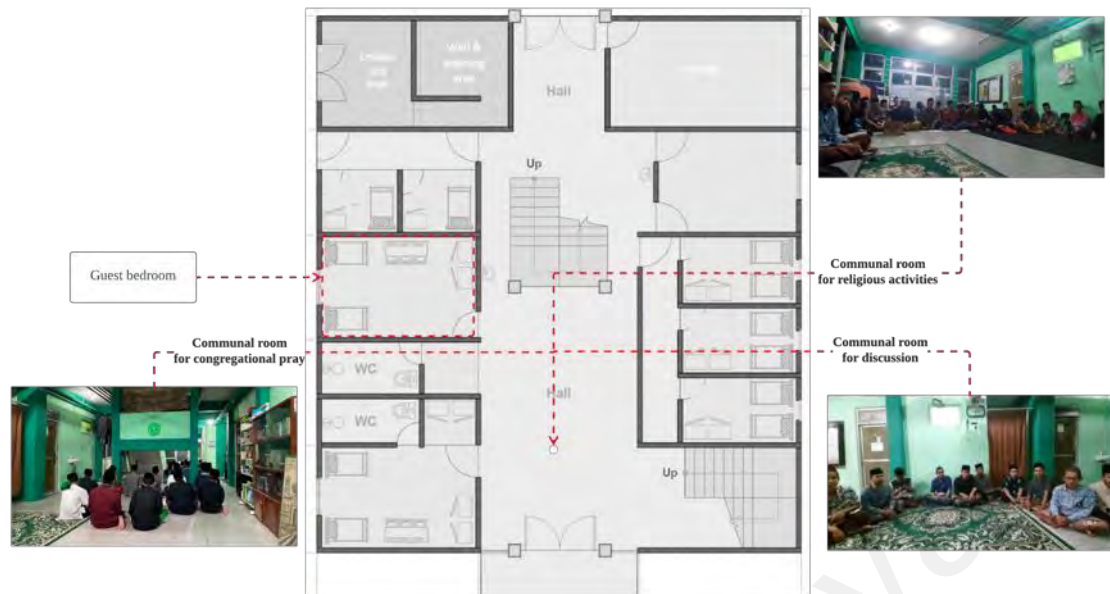 Hall
Up
Guest bedroom
Communal room
for religious activities
Communal room
for congregational pray
Communal room
for discussion
WC
Hall
WC
Up